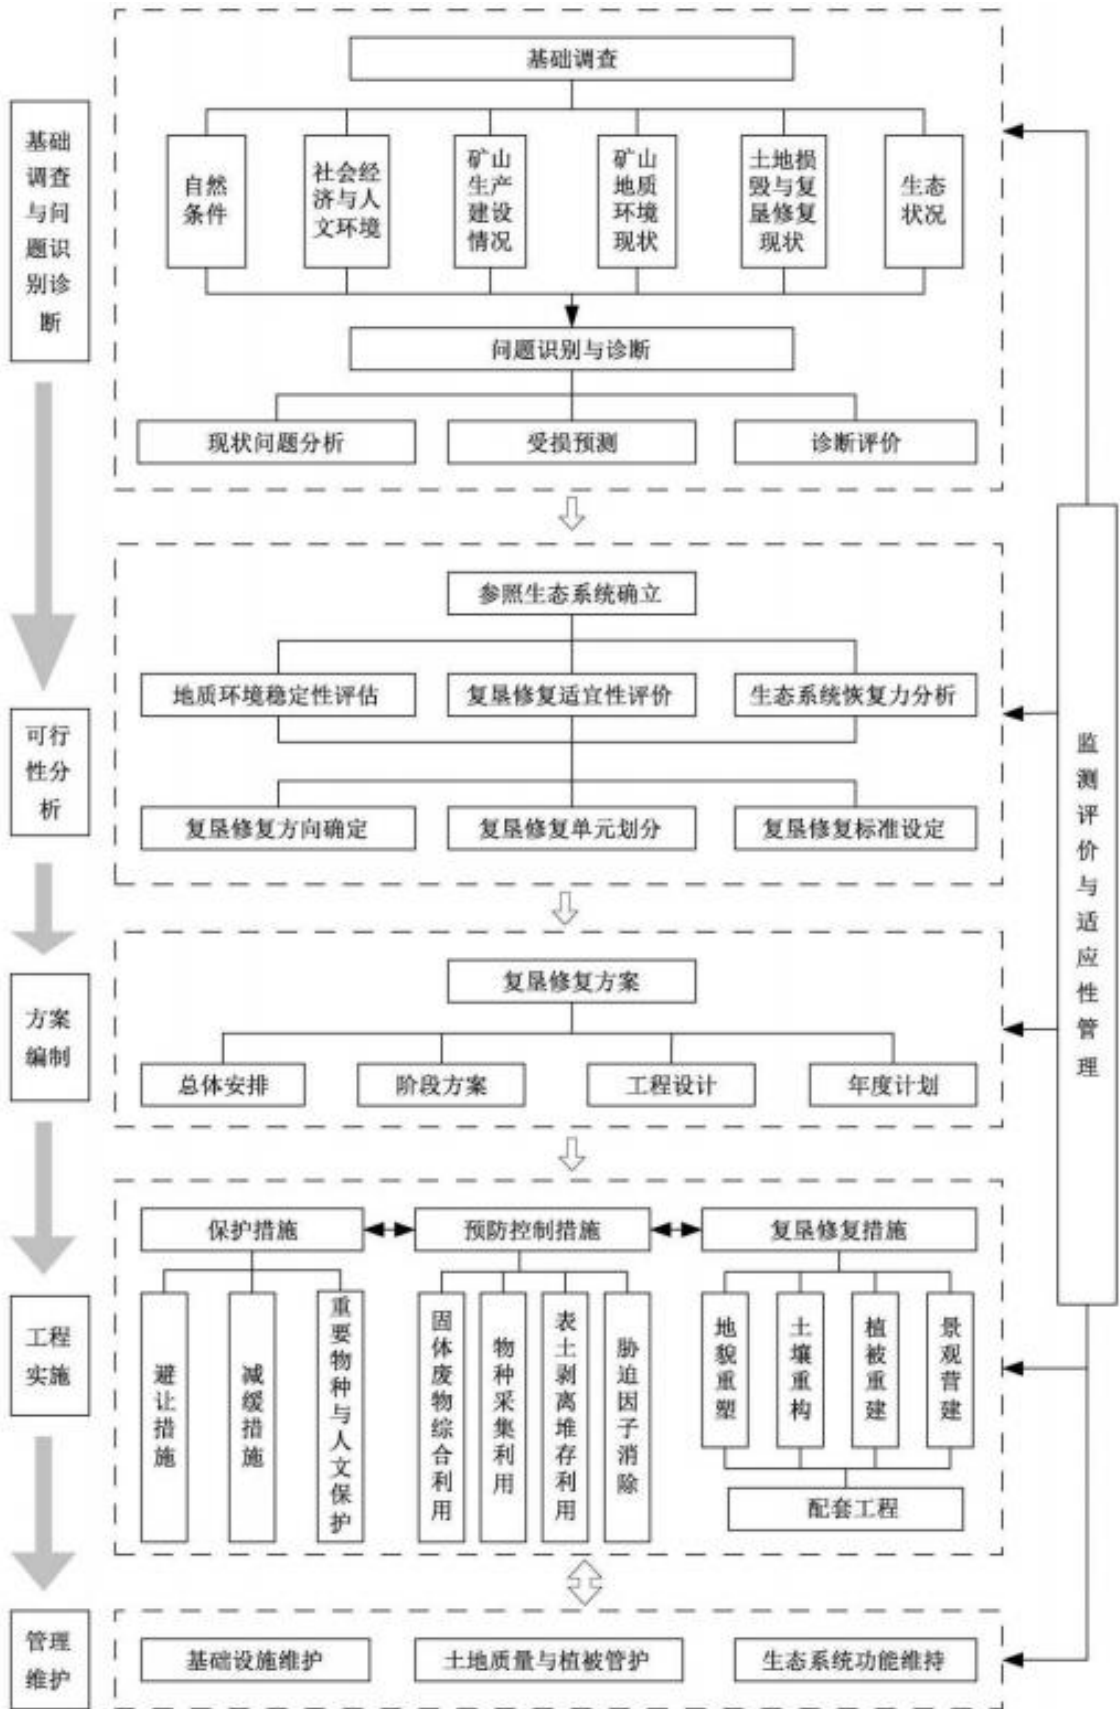 基础调查
基础
调查
与问
题识
别诊
断
自然
条件
社会经
济与人
文环境
矿山
生产
建设
情况
矿山
地质
环境
现状
土地损
毁与复
垦修复
现状
生态
状况
问题识别与诊断
现状问题分析
受损预测
诊断评价
参照生态系统确立
可行
性分
析
地质环境稳定性评估
复垦修复适宜性评价
生态系统恢复力分析
复垦修复方向确定
复垦修复单元划分
复垦修复标准设定
监测评价与适应性管理
方案
编制
复垦修复方案
总体安排
阶段方案
工程设计
年度计划
工程
实施
保护措施
预防控制措施
复垦修复措施
避让措施
减缓措施
重要物种与人文保护
固体废物综合利用
物种采集利用
表土剥离堆存利用
胁迫因子消除
地貌重塑
土壤重构
植被重建
景观营建
配套工程
管理
维护
基础设施维护
土地质量与植被管护
生态系统功能维持